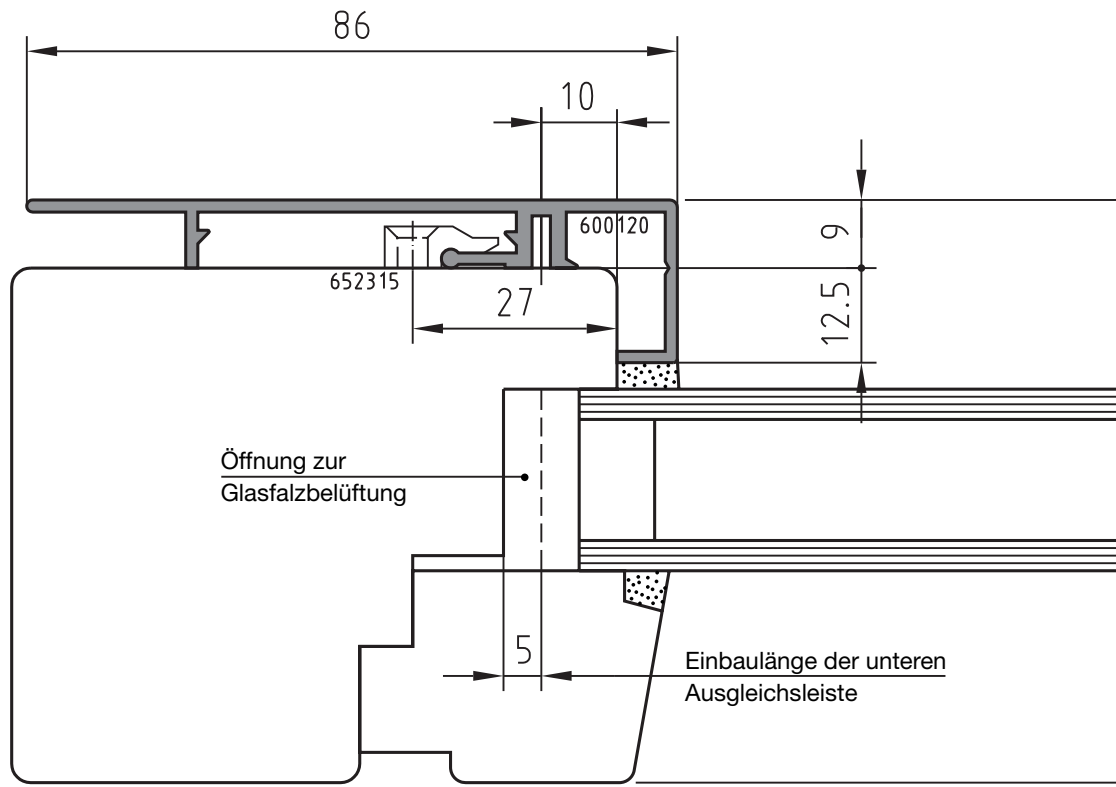 86
10
600120
9
652315
27
12.5
Öffnung zur
Glasfalzbelüftung
5
Einbaulänge der unteren
Ausgleichsleiste